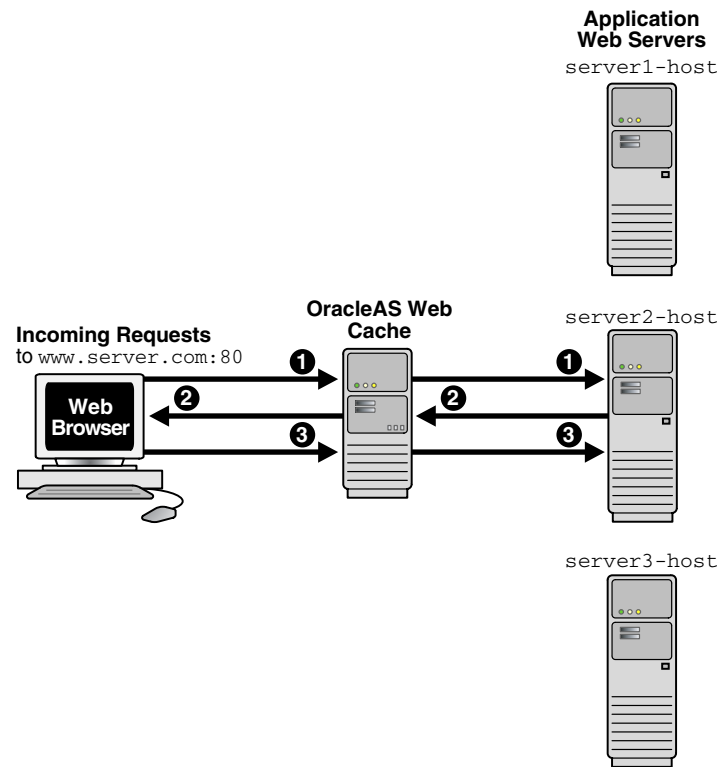 Application
Web Servers
server1-host
OracleAS Web
Cache
server2-host
Incoming Requests
to www.server.com:80
1
1
Web
Browser
2
2
3
3
server3-host